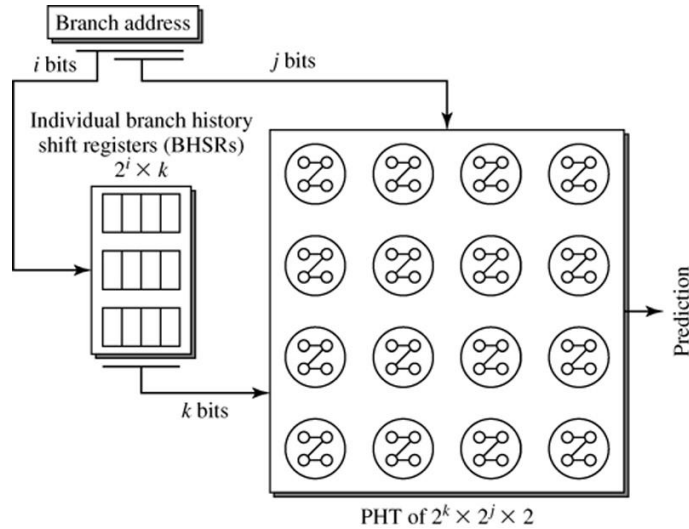 Branch address
i bits
j bits
Individual branch history
shift registers (BHSRs)
2^i × k
k bits
Prediction
PHT of 2^k × 2^j × 2